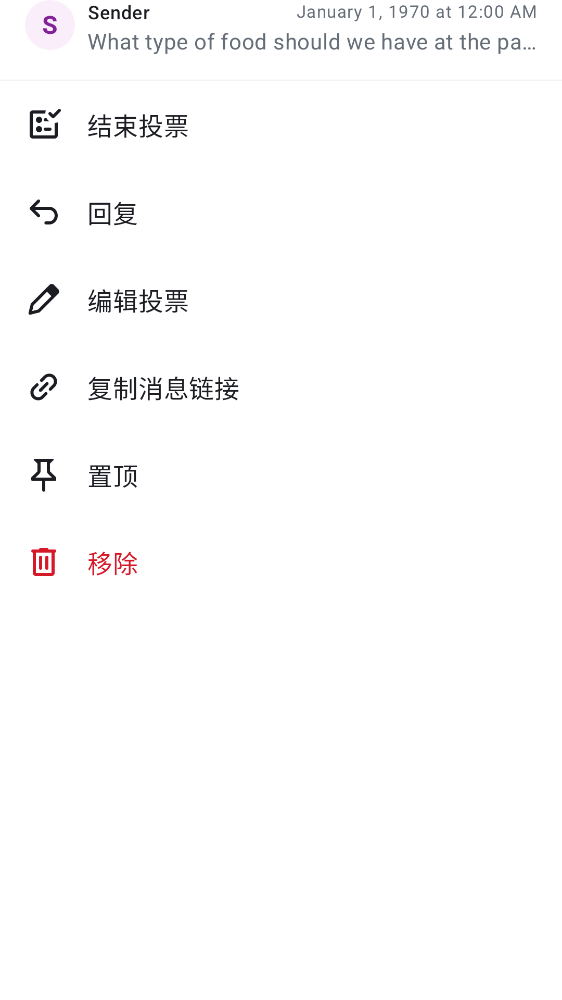 S
Sender
January 1, 1970 at 12:00 AM
What type of food should we have at the pa…
结束投票
回复
编辑投票
复制消息链接
置顶
移除